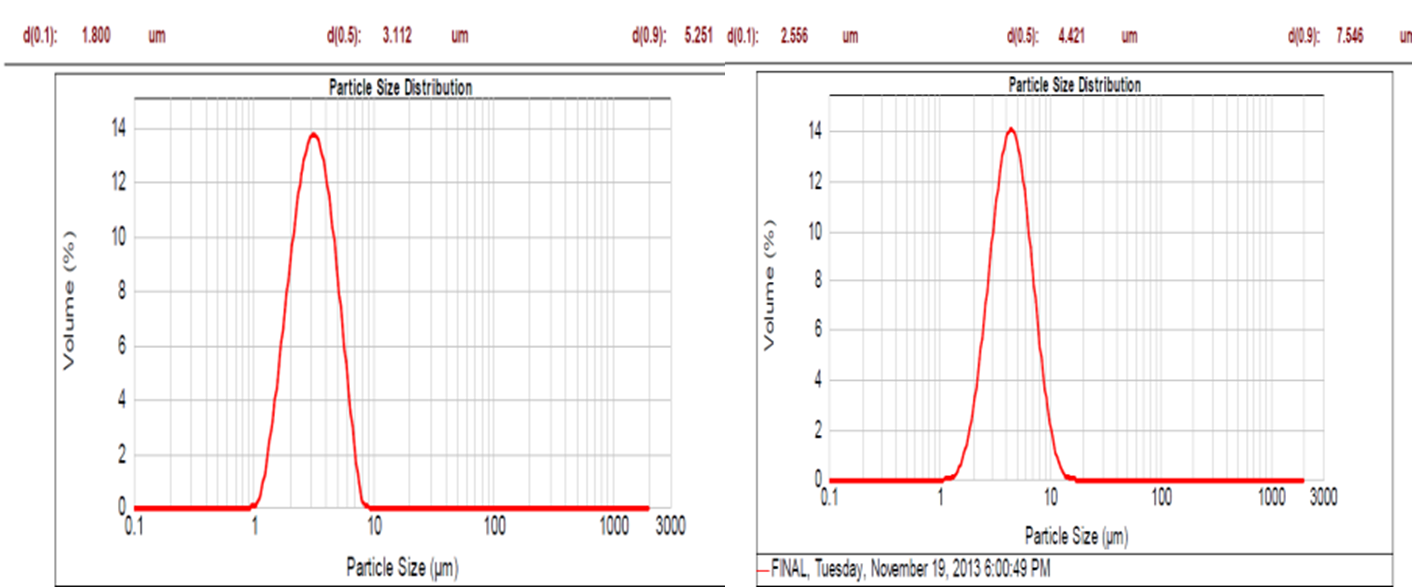 d(0.1): 1.800 um d(0.5): 3.112 um d(0.9): 5.251
Particle Size Distribution
14
12
10
8
6
4
2
0
Volume (%)
0.1 1 10 100 1000 3000
Particle Size (µm)
d(0.1): 2.556 um d(0.5): 4.421 um d(0.9): 7.546 um
Particle Size Distribution
14
12
10
8
6
4
2
0
Volume (%)
0.1 1 10 100 1000 3000
Particle Size (µm)
FINAL, Tuesday, November 19, 2013 6:00:49 PM